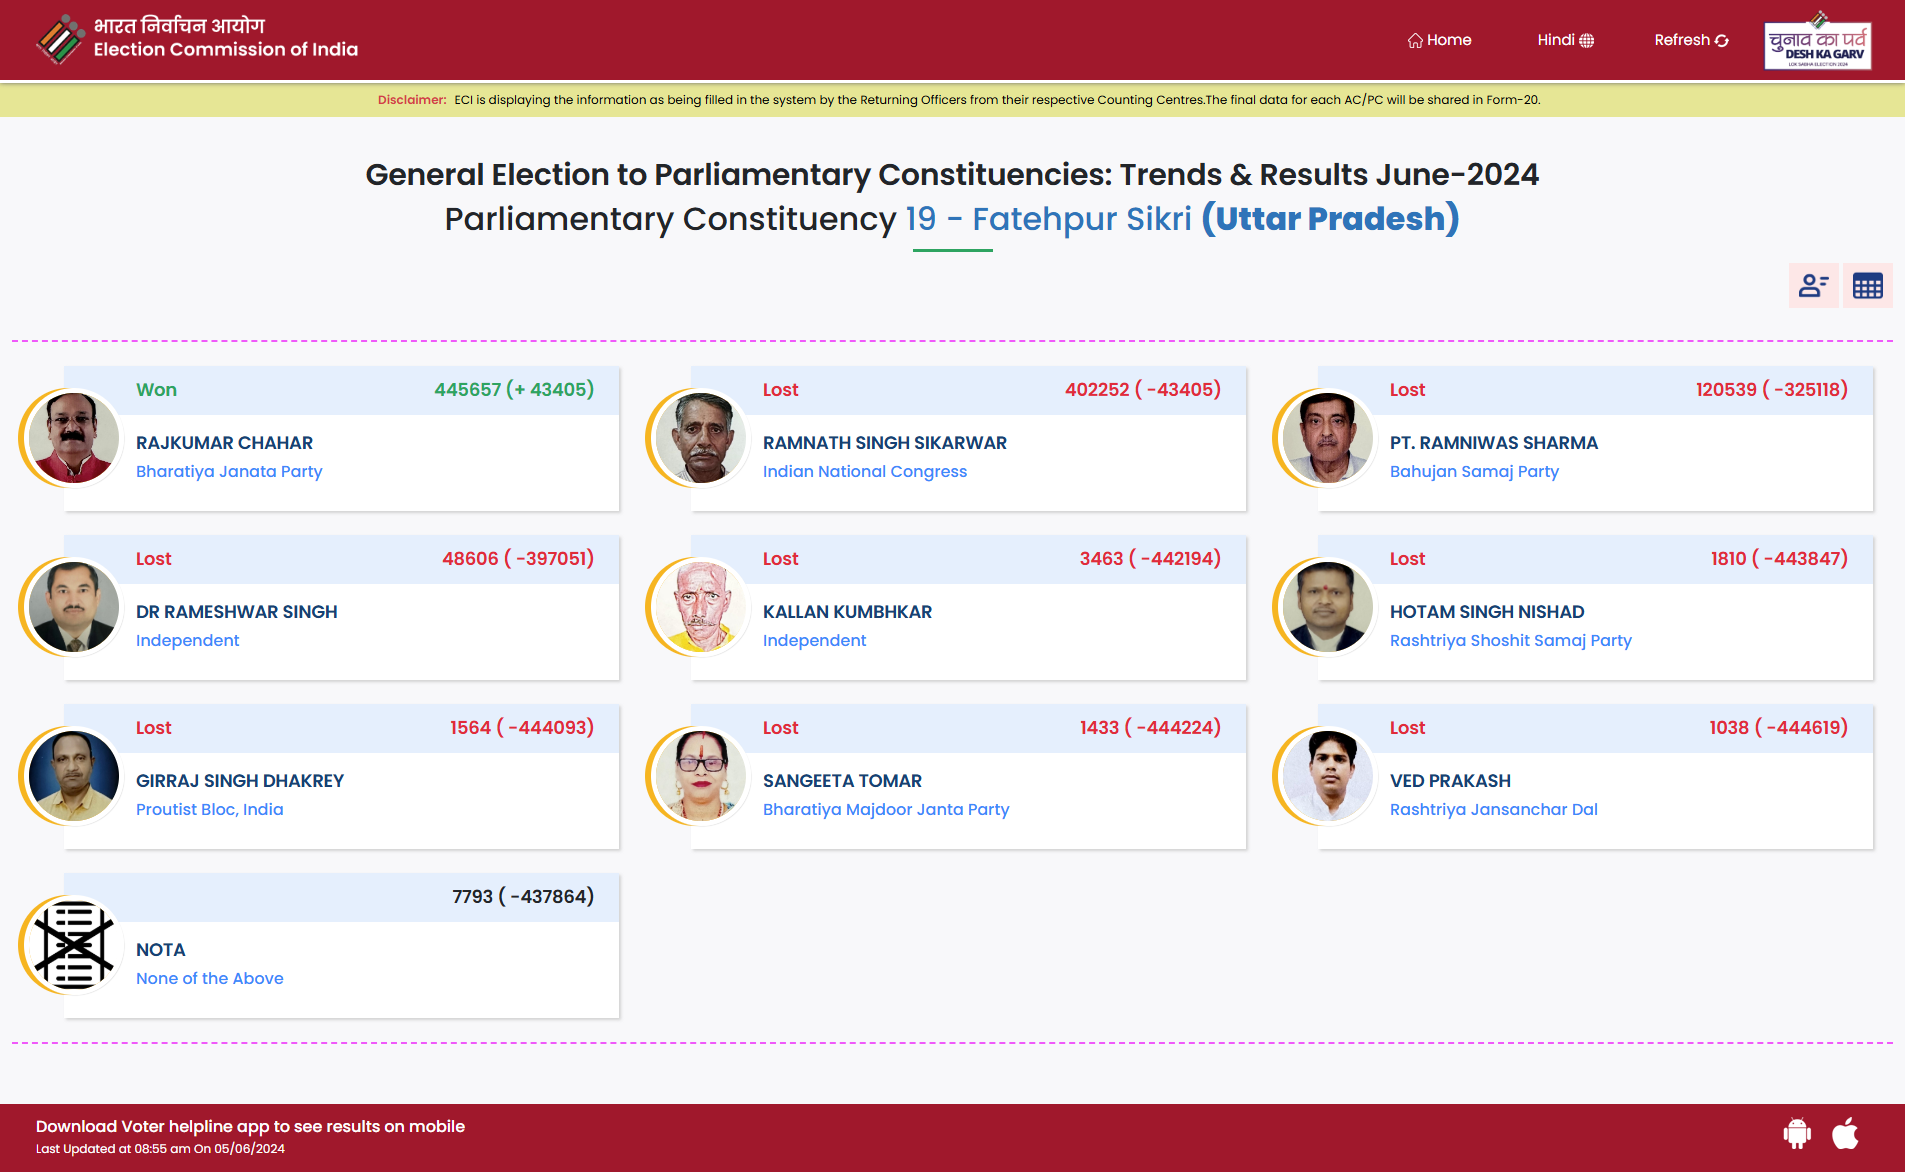 भारत निर्वाचन आयोग
Election Commission of India
Home
Hindi
Refresh
चुनाव का पर्व
DESH KA GARV
LOK SABHA ELECTION 2024
Disclaimer: ECI is displaying the information as being filled in the system by the Returning Officers from their respective Counting Centres.The final data for each AC/PC will be shared in Form-20.
General Election to Parliamentary Constituencies: Trends & Results June-2024
Parliamentary Constituency 19 - Fatehpur Sikri (Uttar Pradesh)
Won 445657 (+ 43405)
RAJKUMAR CHAHAR
Bharatiya Janata Party
Lost 402252 ( -43405)
RAMNATH SINGH SIKARWAR
Indian National Congress
Lost 120539 ( -325118)
PT. RAMNIWAS SHARMA
Bahujan Samaj Party
Lost 48606 ( -397051)
DR RAMESHWAR SINGH
Independent
Lost 3463 ( -442194)
KALLAN KUMBHKAR
Independent
Lost 1810 ( -443847)
HOTAM SINGH NISHAD
Rashtriya Shoshit Samaj Party
Lost 1564 ( -444093)
GIRRAJ SINGH DHAKREY
Proutist Bloc, India
Lost 1433 ( -444224)
SANGEETA TOMAR
Bharatiya Majdoor Janta Party
Lost 1038 ( -444619)
VED PRAKASH
Rashtriya Jansanchar Dal
7793 ( -437864)
NOTA
None of the Above
Download Voter helpline app to see results on mobile
Last Updated at 08:55 am On 05/06/2024